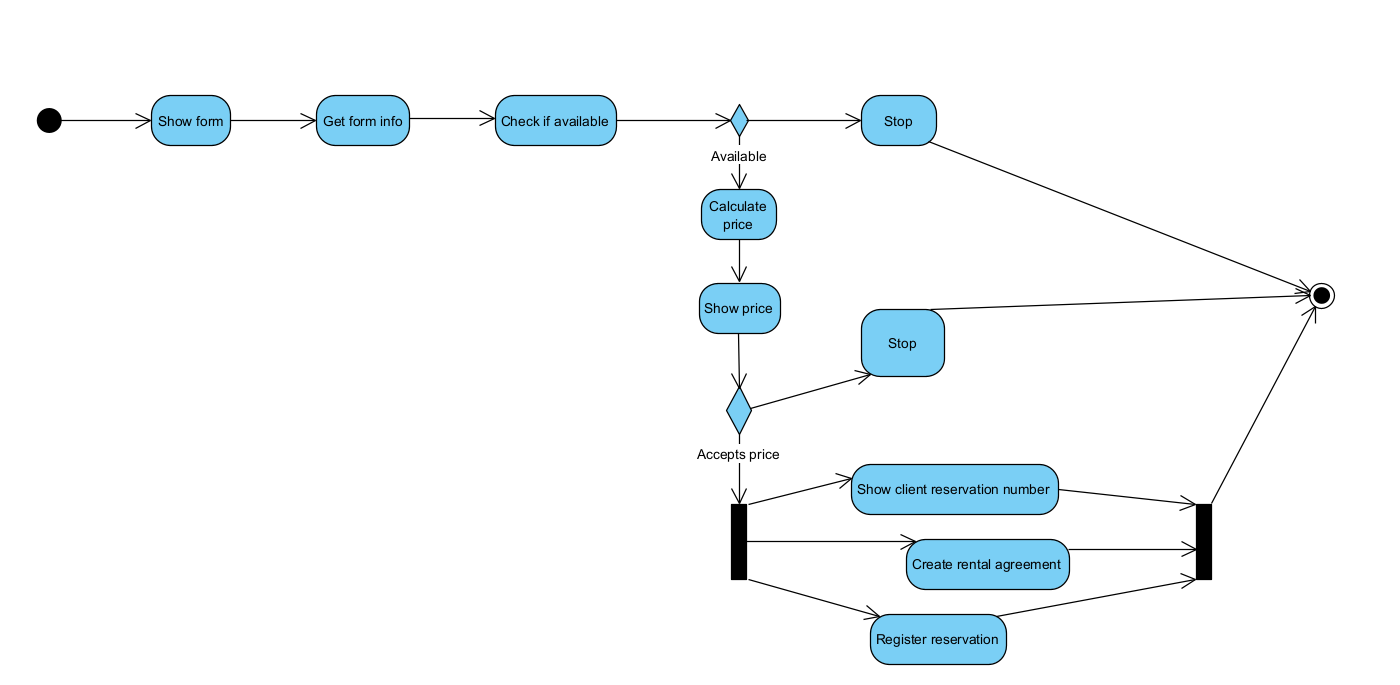 Show form
Get form info
Check if available
Stop
Available
Calculate
price
Show price
Stop
Accepts price
Show client reservation number
Create rental agreement
Register reservation